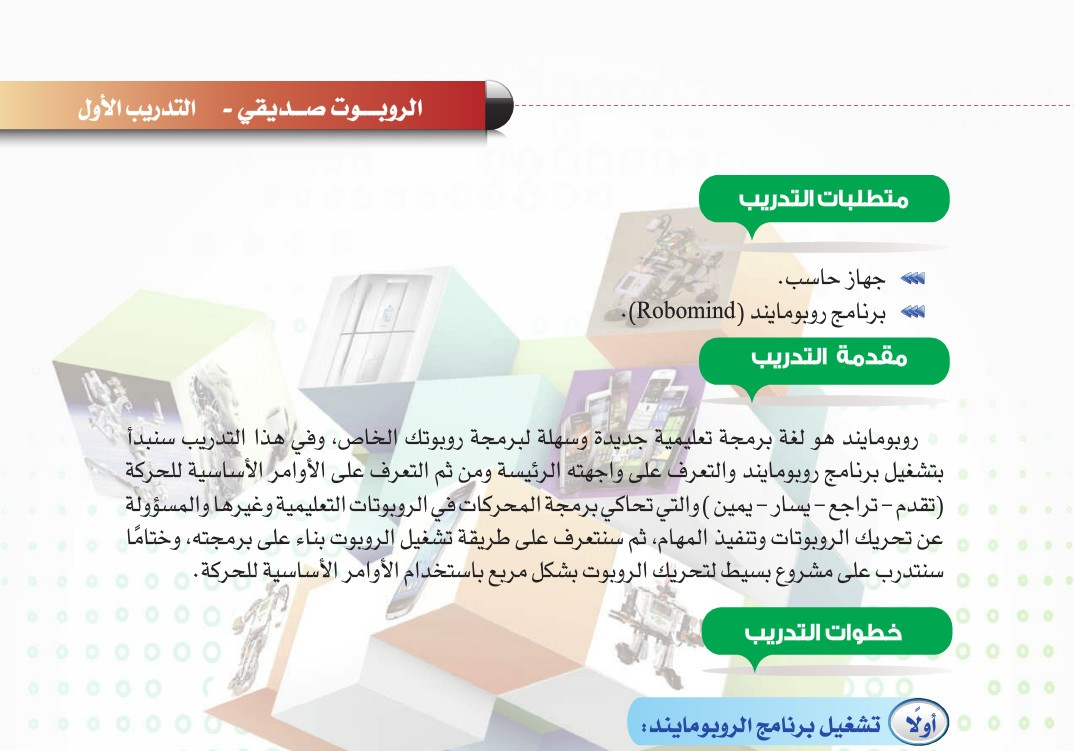 الروبــوت صــديقي - التدريب الأول
متطلبات التدريب
جهاز حاسب.
برنامج روبومايند (Robomind).
مقدمة التدريب
روبومايند هو لغة برمجة تعليمية جديدة وسهلة لبرمجة روبوتك الخاص، وفي هذا التدريب سنبدأ
بتشغيل برنامج روبومايند والتعرف على واجهته الرئيسة ومن ثم التعرف على الأوامر الأساسية للحركة
(تقدم – تراجع – يسار – يمين ) والتي تحاكي برمجة المحركات في الروبوتات التعليمية وغيرها والمسؤولة
عن تحريك الروبوتات وتنفيذ المهام، ثم سنتعرف على طريقة تشغيل الروبوت بناء على برمجته، وختامًا
سنتدرب على مشروع بسيط لتحريك الروبوت بشكل مربع باستخدام الأوامر الأساسية للحركة.
خطوات التدريب
أولًا تشغيل برنامج الروبومايند: